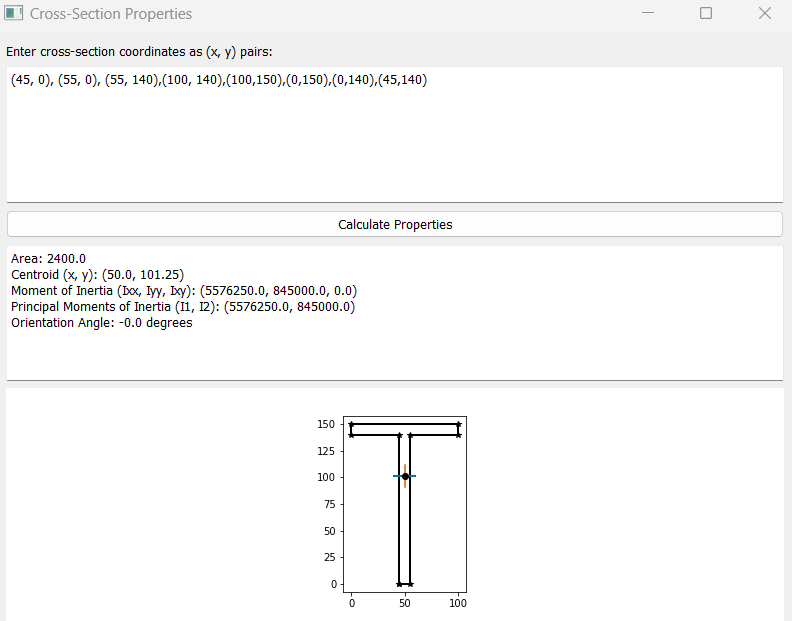 Cross-Section Properties
Enter cross-section coordinates as (x, y) pairs:
(45, 0), (55, 0), (55, 140),(100, 140),(100,150),(0,150),(0,140),(45,140)
Calculate Properties
Area: 2400.0
Centroid (x, y): (50.0, 101.25)
Moment of Inertia (Ixx, Iyy, Ixy): (5576250.0, 845000.0, 0.0)
Principal Moments of Inertia (I1, I2): (5576250.0, 845000.0)
Orientation Angle: -0.0 degrees
150
125
100
75
50
25
0
0 50 100